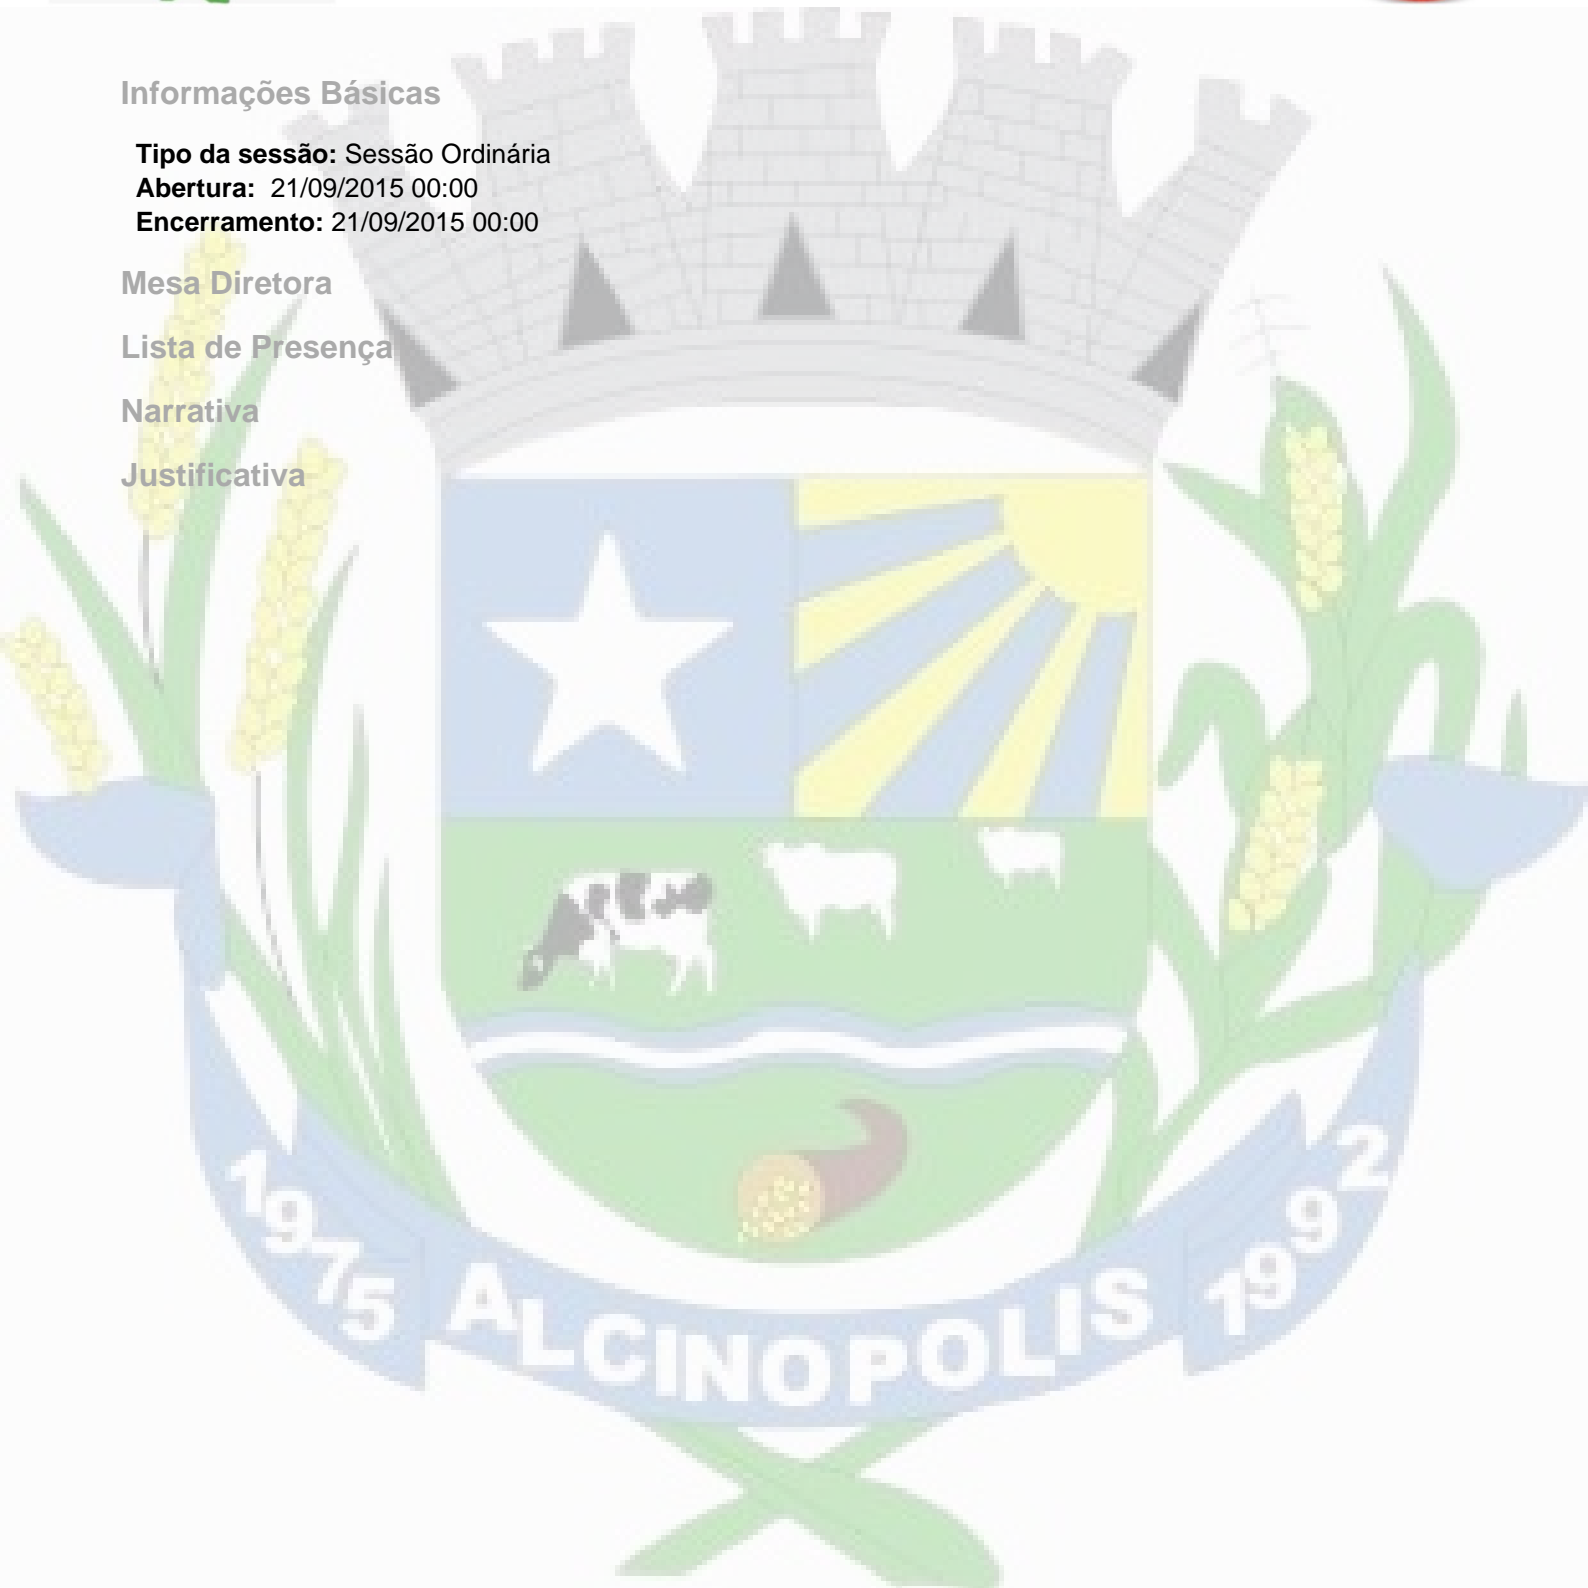 Informações Básicas
Tipo da sessão: Sessão Ordinária
Abertura: 21/09/2015 00:00
Encerramento: 21/09/2015 00:00
Mesa Diretora
Lista de Presença
Narrativa
Justificativa
1975 ALCINOPOLIS 1992